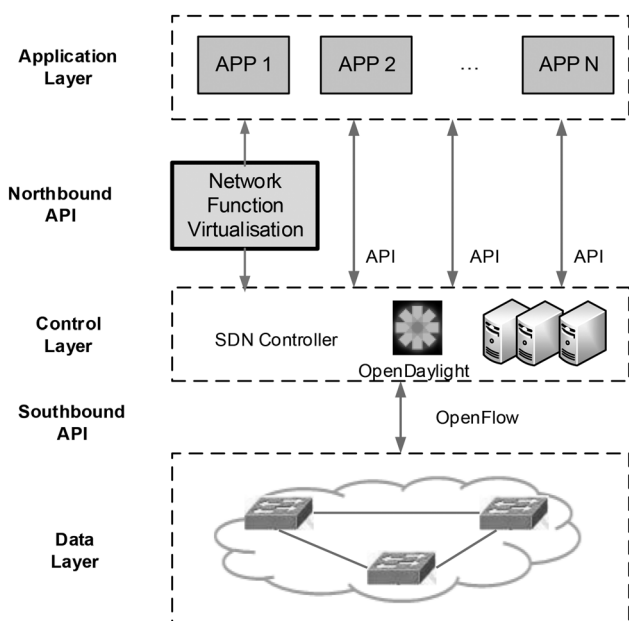 Application
Layer
APP 1
APP 2
...
APP N
Northbound
API
Network
Function
Virtualisation
API
API
API
Control
Layer
SDN Controller
OpenDaylight
Southbound
API
OpenFlow
Data
Layer